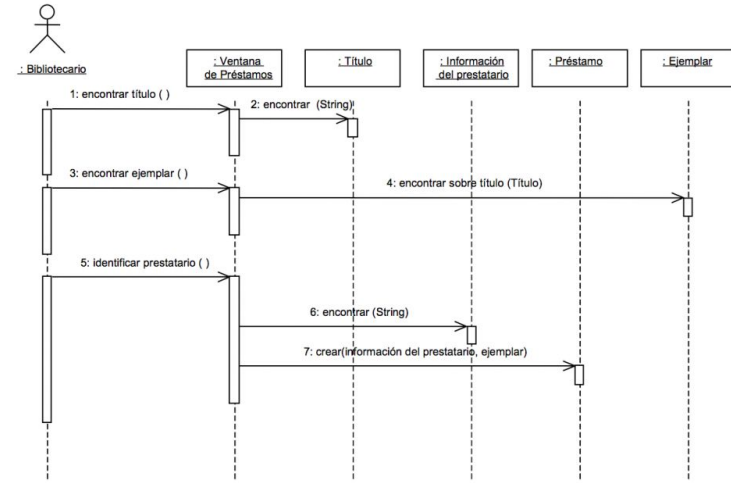 : Bibliotecario
: Ventana
de Préstamos
: Título
: Información
del prestatario
: Préstamo
: Ejemplar
1: encontrar título ( )
2: encontrar (String)
3: encontrar ejemplar ( )
4: encontrar sobre título (Título)
5: identificar prestatario ( )
6: encontrar (String)
7: crear(información del prestatario, ejemplar)